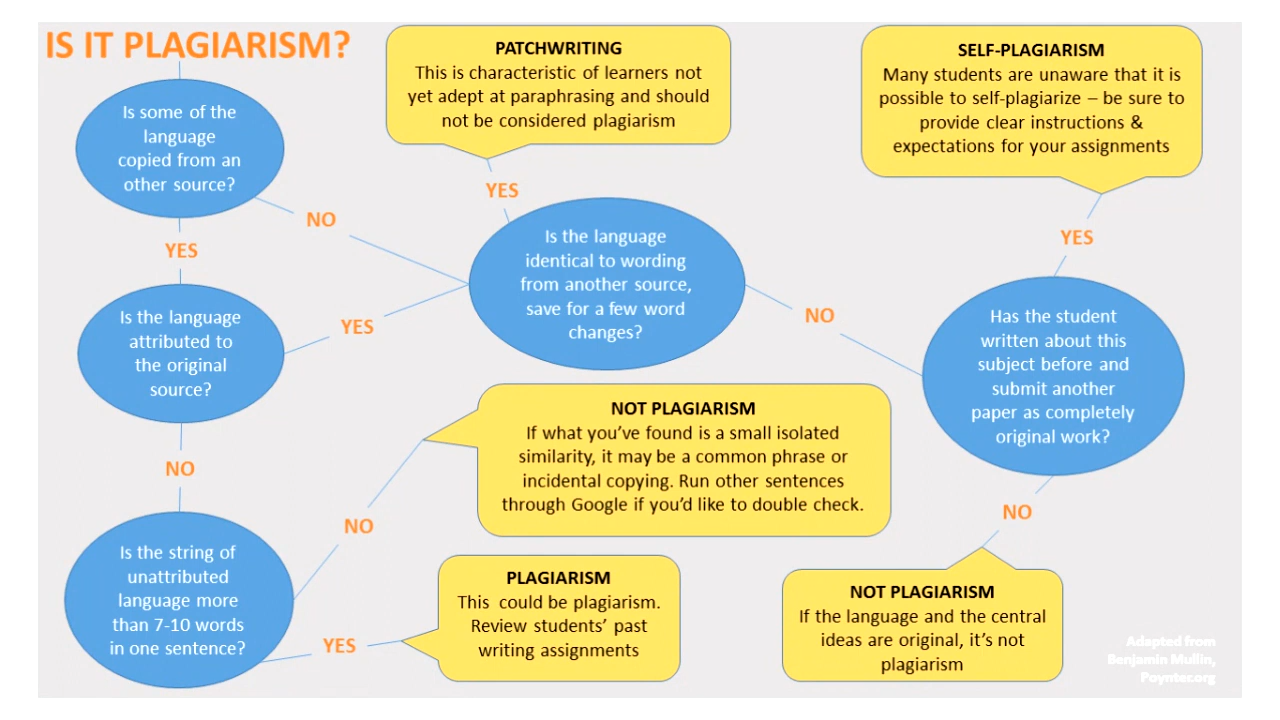 IS IT PLAGIARISM?
Is some of the
language
copied from an
other source?
YES
NO
Is the language
attributed to
the original
source?
YES
NO
Is the string of
unattributed
language more
than 7-10 words
in one sentence?
NO
YES
PATCHWRITING
This is characteristic of learners not
yet adept at paraphrasing and should
not be considered plagiarism
YES
Is the language
identical to wording
from another source,
save for a few word
changes?
NO
NOT PLAGIARISM
If what you've found is a small isolated
similarity, it may be a common phrase or
incidental copying. Run other sentences
through Google if you'd like to double check.
PLAGIARISM
This could be plagiarism.
Review students' past
writing assignments
SELF-PLAGIARISM
Many students are unaware that it is
possible to self-plagiarize – be sure to
provide clear instructions &
expectations for your assignments
YES
Has the student
written about this
subject before and
submit another
paper as completely
original work?
NO
NOT PLAGIARISM
If the language and the central
ideas are original, it's not
plagiarism
Adapted from
Benjamin Mullin,
Poynter.org